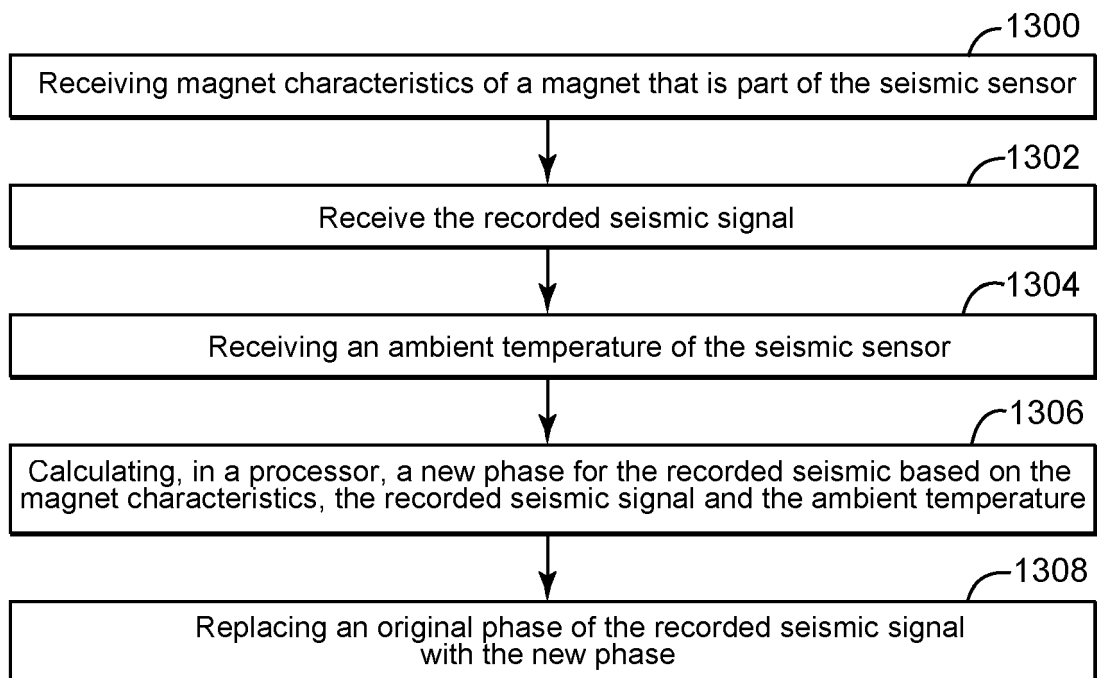 1300
Receiving magnet characteristics of a magnet that is part of the seismic sensor
1302
Receive the recorded seismic signal
1304
Receiving an ambient temperature of the seismic sensor
1306
Calculating, in a processor, a new phase for the recorded seismic based on the
magnet characteristics, the recorded seismic signal and the ambient temperature
1308
Replacing an original phase of the recorded seismic signal
with the new phase